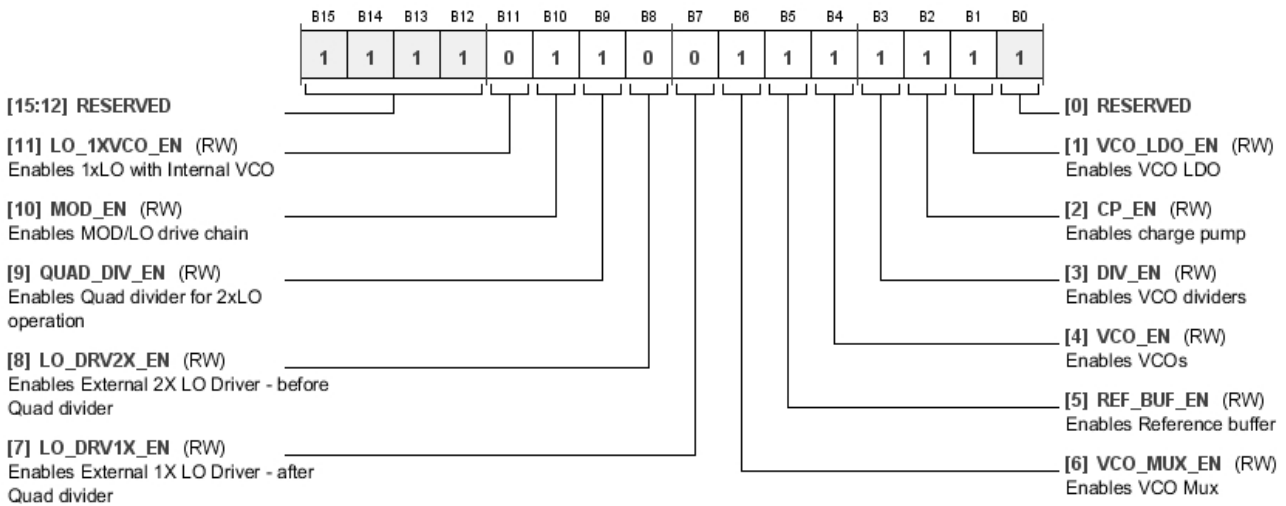 B15 B14 B13 B12 B11 B10 B9 B8 B7 B6 B5 B4 B3 B2 B1 B0
1 1 1 1 0 1 1 0 0 1 1 1 1 1 1 1
[15:12] RESERVED
[11] LO_1XVCO_EN (RW)
Enables 1xLO with Internal VCO
[10] MOD_EN (RW)
Enables MOD/LO drive chain
[9] QUAD_DIV_EN (RW)
Enables Quad divider for 2xLO
operation
[8] LO_DRV2X_EN (RW)
Enables External 2X LO Driver - before
Quad divider
[7] LO_DRV1X_EN (RW)
Enables External 1X LO Driver - after
Quad divider
[0] RESERVED
[1] VCO_LDO_EN (RW)
Enables VCO LDO
[2] CP_EN (RW)
Enables charge pump
[3] DIV_EN (RW)
Enables VCO dividers
[4] VCO_EN (RW)
Enables VCOs
[5] REF_BUF_EN (RW)
Enables Reference buffer
[6] VCO_MUX_EN (RW)
Enables VCO Mux